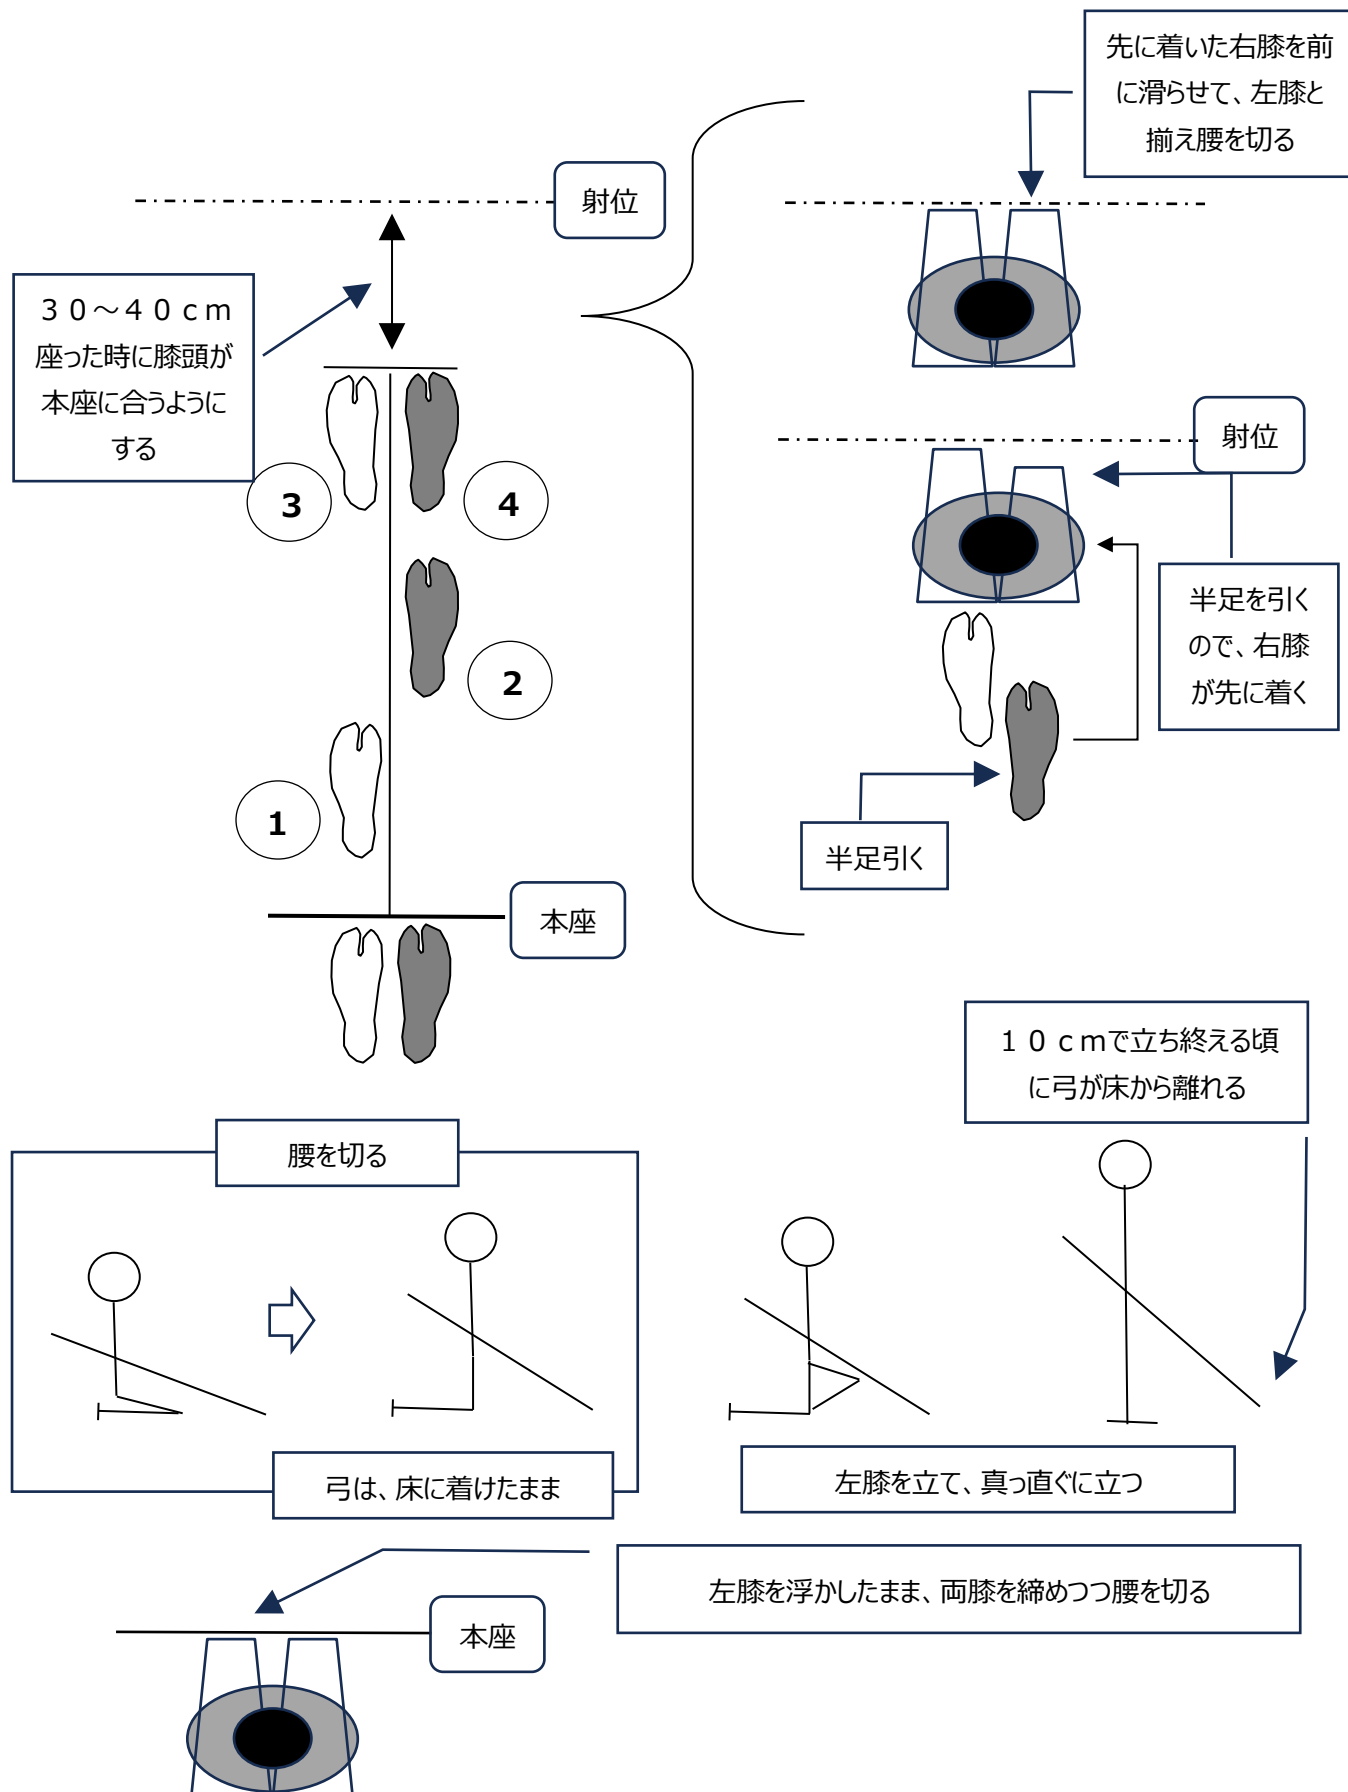 先に着いた右膝を前
に滑らせて、左膝と
揃え腰を切る
射位
３０～４０ｃｍ
座った時に膝頭が
本座に合うように
する
射位
3
4
半足を引く
ので、右膝
が先に着く
2
1
半足引く
本座
１０ｃｍで立ち終える頃
に弓が床から離れる
腰を切る
弓は、床に着けたまま
左膝を立て、真っ直ぐに立つ
左膝を浮かしたまま、両膝を締めつつ腰を切る
本座